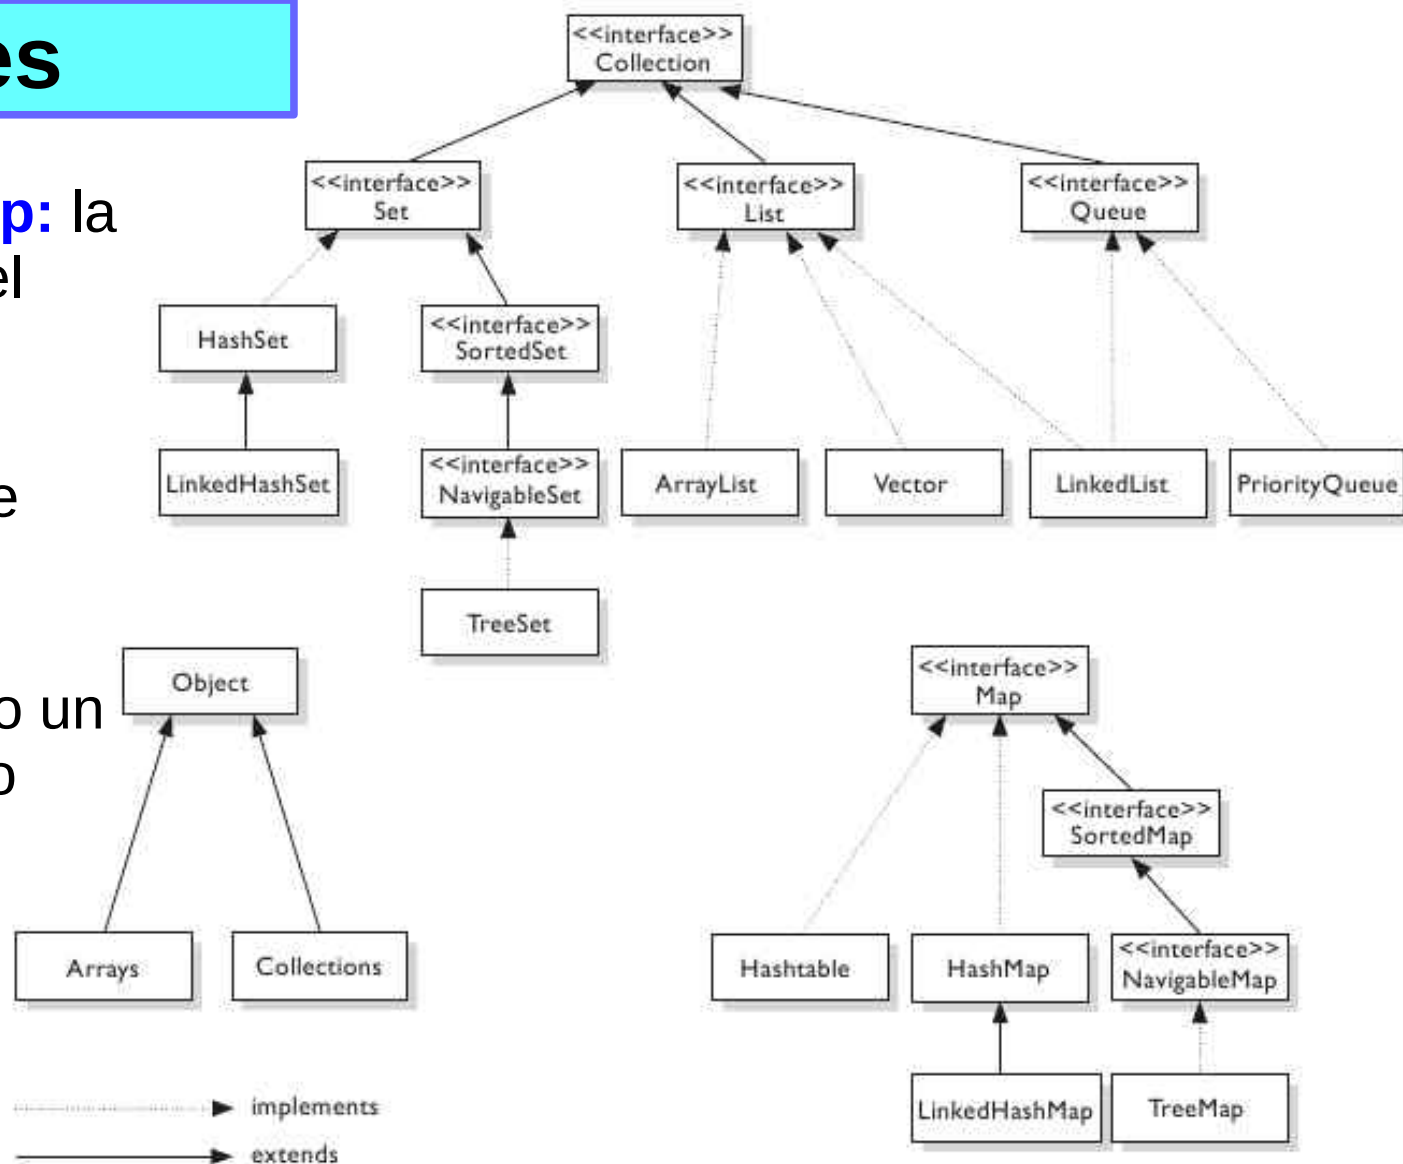 es
p: la
el
e
o un
o
<<interface>>
Collection
<<interface>>
Set
<<interface>>
List
<<interface>>
Queue
HashSet
<<interface>>
SortedSet
LinkedHashSet
<<interface>>
NavigableSet
ArrayList
Vector
LinkedList
PriorityQueue
TreeSet
Object
<<interface>>
Map
<<interface>>
SortedMap
Arrays
Collections
Hashtable
HashMap
<<interface>>
NavigableMap
LinkedHashMap
TreeMap
implements
extends